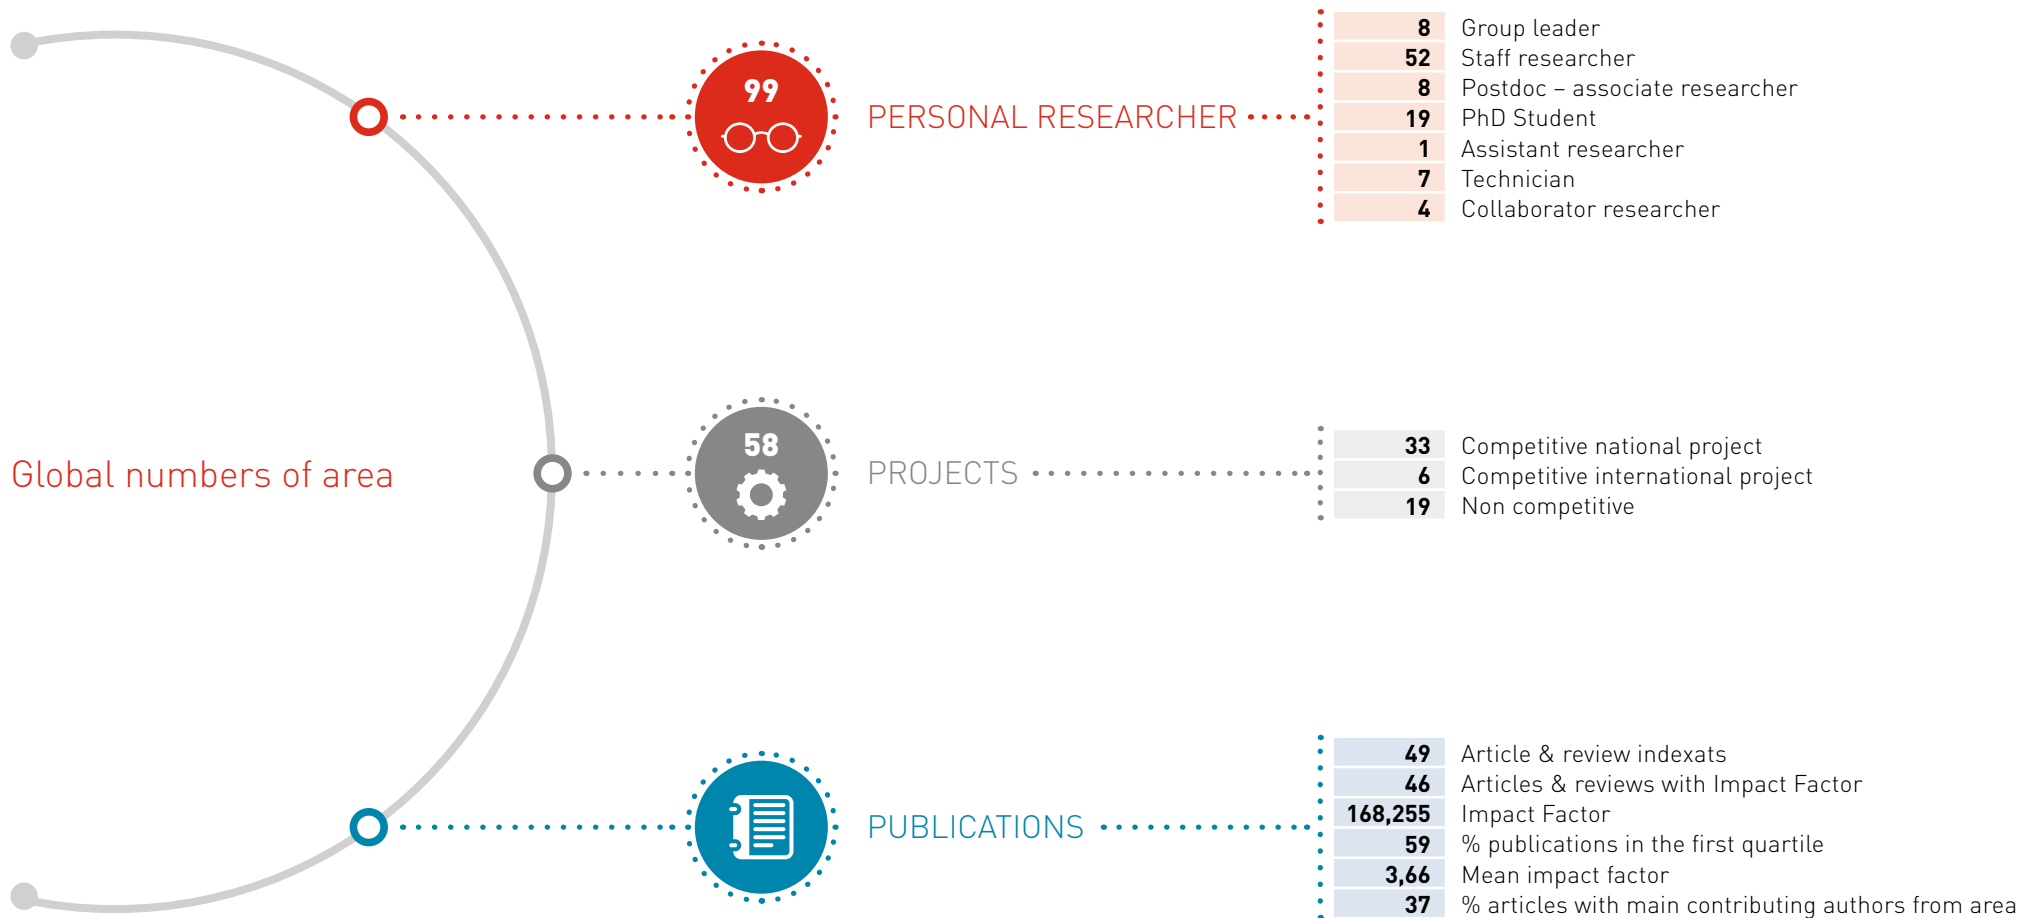 99
PERSONAL RESEARCHER
8 Group leader
52 Staff researcher
8 Postdoc – associate researcher
19 PhD Student
1 Assistant researcher
7 Technician
4 Collaborator researcher
Global numbers of area
58
PROJECTS
33 Competitive national project
6 Competitive international project
19 Non competitive
PUBLICATIONS
49 Article & review indexats
46 Articles & reviews with Impact Factor
168,255 Impact Factor
59 % publications in the first quartile
3,66 Mean impact factor
37 % articles with main contributing authors from area